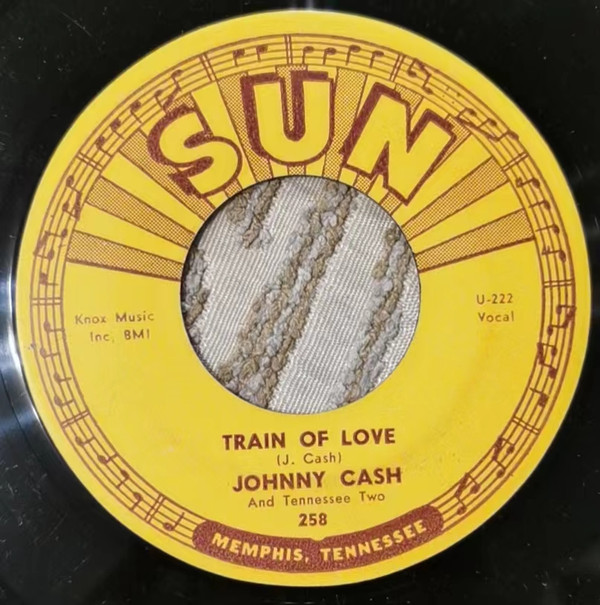 SUN
Knox Music
Inc, BMI
U-222
Vocal
TRAIN OF LOVE
(J. Cash)
JOHNNY CASH
And Tennessee Two
258
MEMPHIS, TENNESSEE